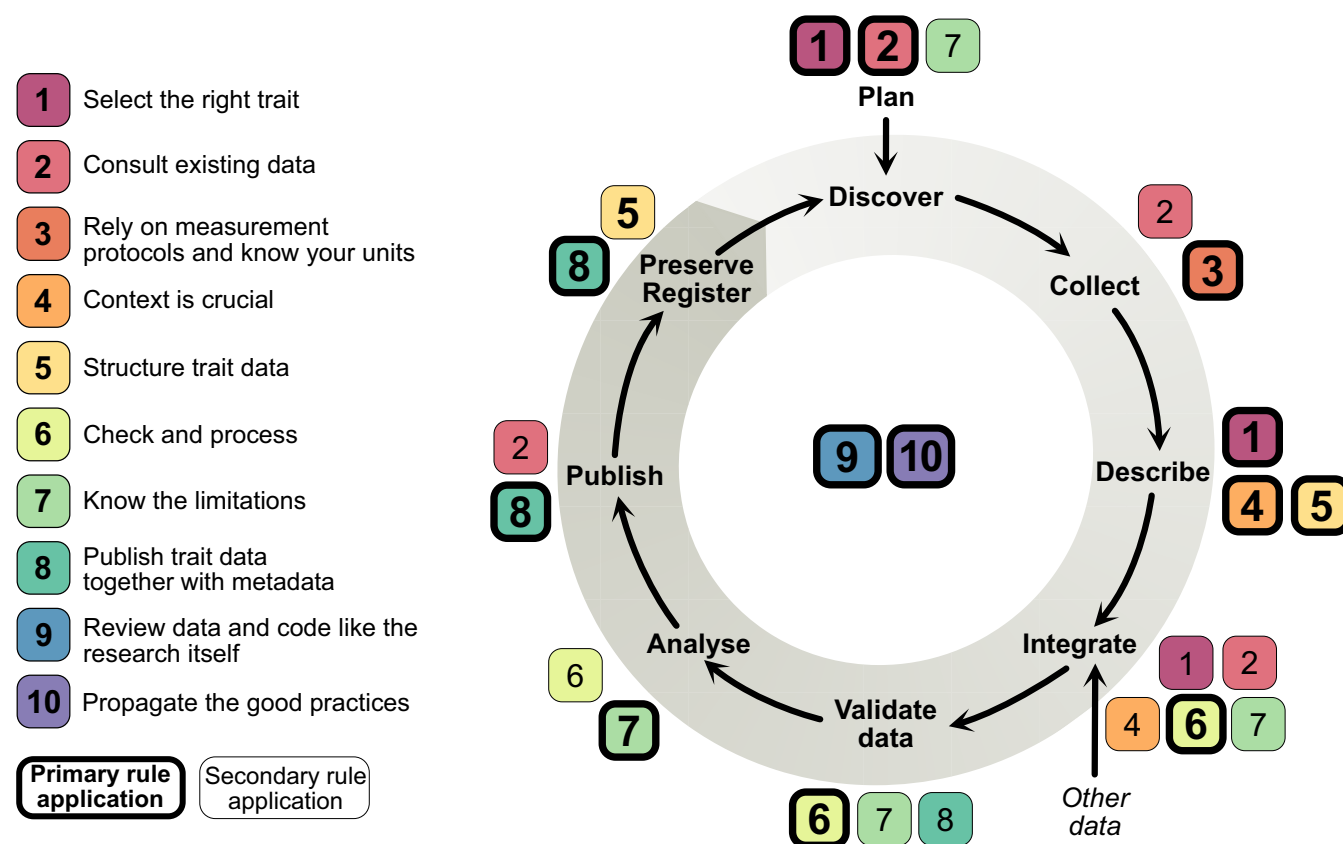 1 Select the right trait
2 Consult existing data
3 Rely on measurement
protocols and know your units
4 Context is crucial
5 Structure trait data
6 Check and process
7 Know the limitations
8 Publish trait data
together with metadata
9 Review data and code like the
research itself
10 Propagate the good practices
Primary rule
application
Secondary rule
application
1 2 7
Plan
Discover
2
3
Collect
1
Describe
4 5
Integrate
1 2
4 6 7
Other
data
Validate
data
6 7 8
Analyse
6
7
Publish
2
8
Preserve
Register
5
8
9 10